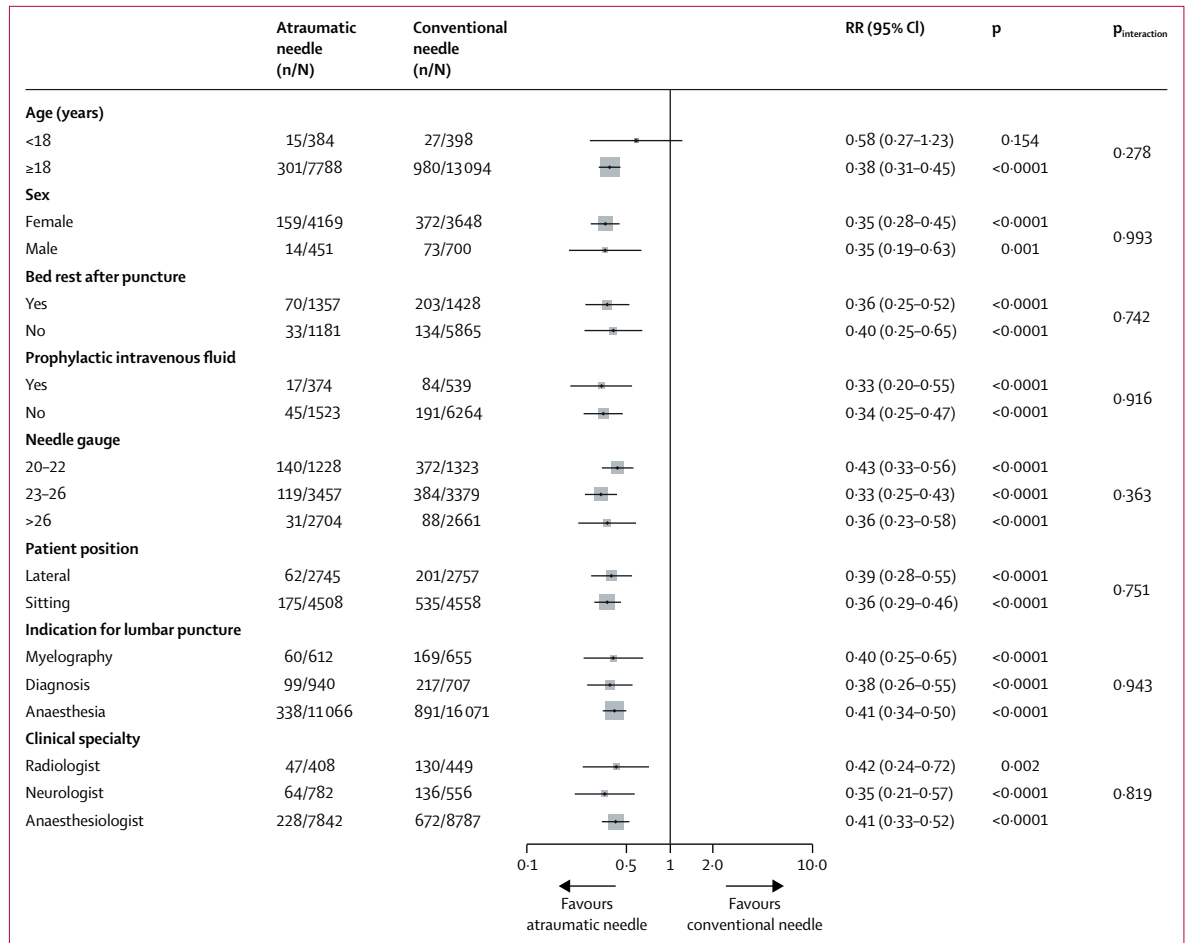 Atraumatic needle (n/N) Conventional needle (n/N) RR (95% CI) p pinteraction
Age (years)
<18 15/384 27/398 0·58 (0·27–1·23) 0·154
≥18 301/7788 980/13 094 0·38 (0·31–0·45) <0·0001
0·278
Sex
Female 159/4169 372/3648 0·35 (0·28–0·45) <0·0001
Male 14/451 73/700 0·35 (0·19–0·63) 0·001
0·993
Bed rest after puncture
Yes 70/1357 203/1428 0·36 (0·25–0·52) <0·0001
No 33/1181 134/5865 0·40 (0·25–0·65) <0·0001
0·742
Prophylactic intravenous fluid
Yes 17/374 84/539 0·33 (0·20–0·55) <0·0001
No 45/1523 191/6264 0·34 (0·25–0·47) <0·0001
0·916
Needle gauge
20–22 140/1228 372/1323 0·43 (0·33–0·56) <0·0001
23–26 119/3457 384/3379 0·33 (0·25–0·43) <0·0001
0·363
>26 31/2704 88/2661 0·36 (0·23–0·58) <0·0001
Patient position
Lateral 62/2745 201/2757 0·39 (0·28–0·55) <0·0001
Sitting 175/4508 535/4558 0·36 (0·29–0·46) <0·0001
0·751
Indication for lumbar puncture
Myelography 60/612 169/655 0·40 (0·25–0·65) <0·0001
Diagnosis 99/940 217/707 0·38 (0·26–0·55) <0·0001 0·943
Anaesthesia 338/11 066 891/16 071 0·41 (0·34–0·50) <0·0001
Clinical specialty
Radiologist 47/408 130/449 0·42 (0·24–0·72) 0·002
Neurologist 64/782 136/556 0·35 (0·21–0·57) <0·0001 0·819
Anaesthesiologist 228/7842 672/8787 0·41 (0·33–0·52) <0·0001
0·1 0·5 1 2·0 10·0
Favours atraumatic needle
Favours conventional needle